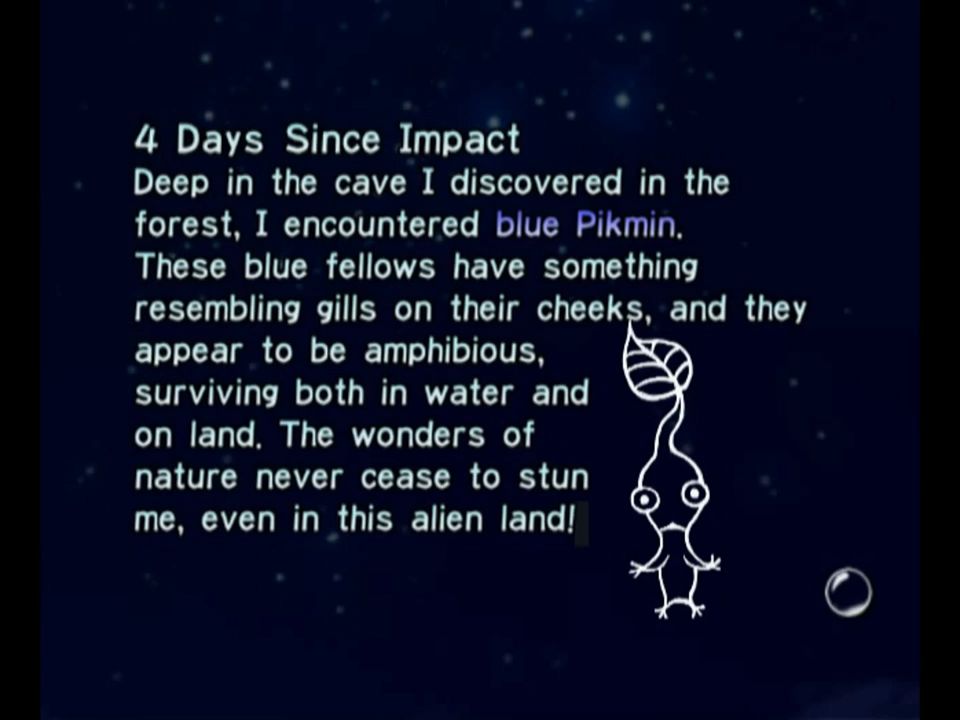 4 Days Since Impact
Deep in the cave I discovered in the
forest, I encountered blue Pikmin.
These blue fellows have something
resembling gills on their cheeks, and they
appear to be amphibious,
surviving both in water and
on land. The wonders of
nature never cease to stun
me, even in this alien land!